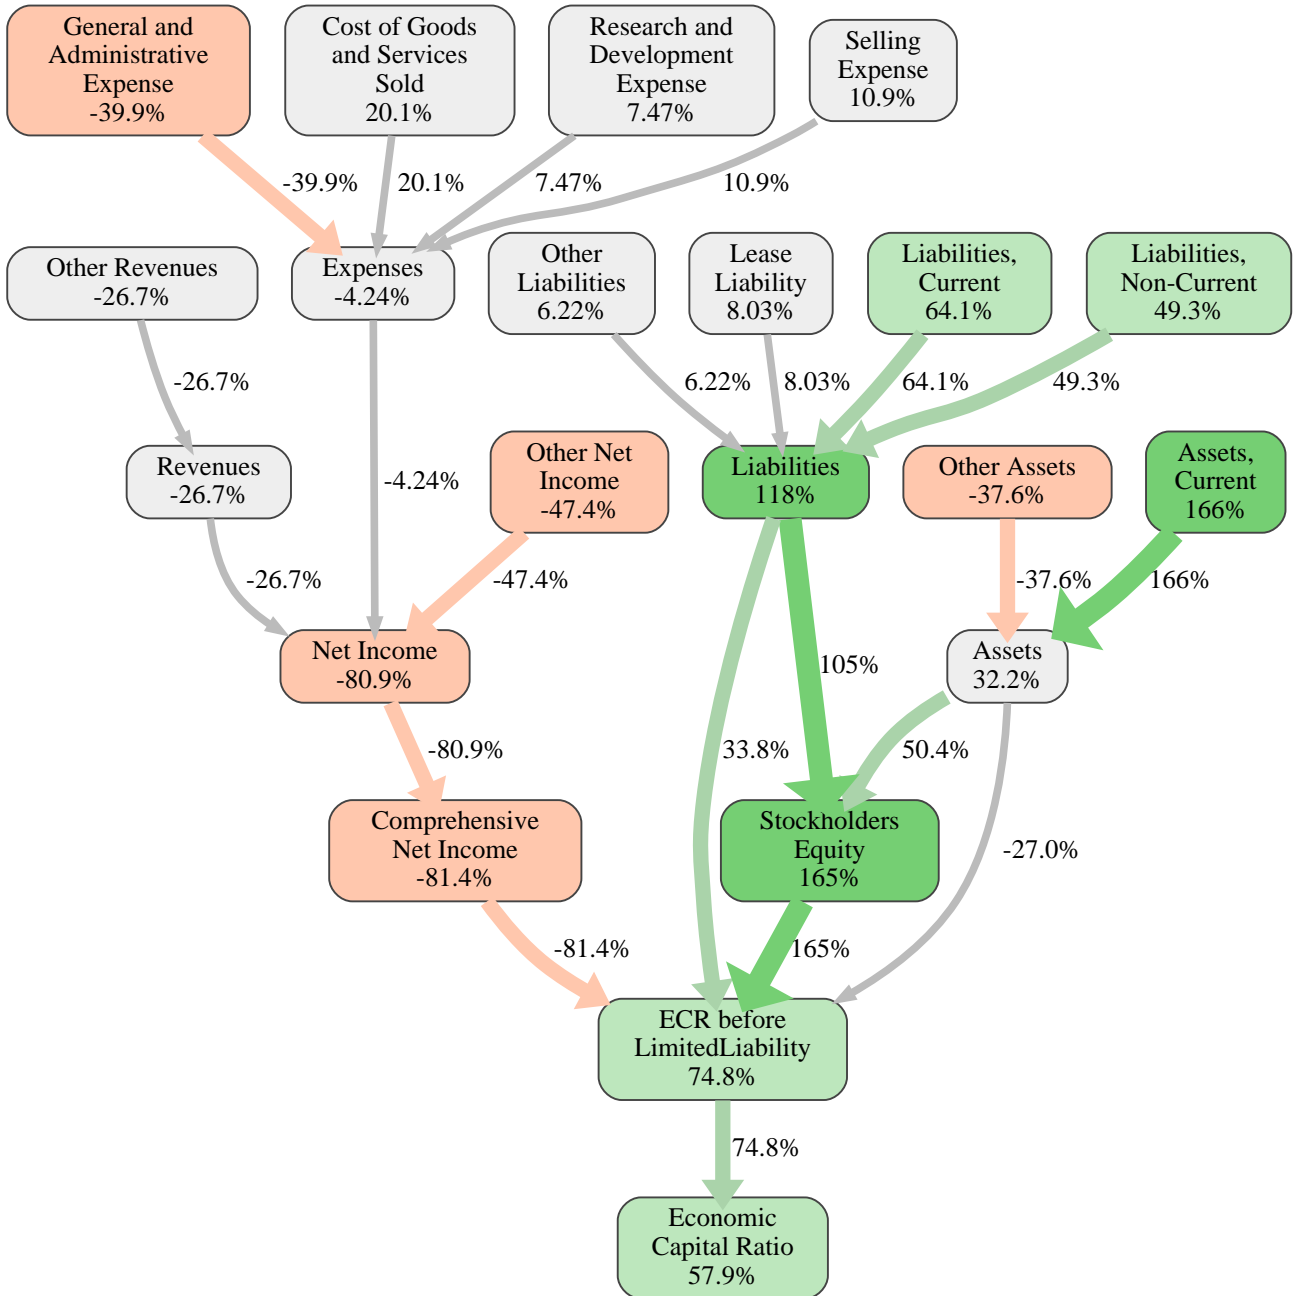 General and
Administrative
Expense
-39.9%
Cost of Goods
and Services
Sold
20.1%
Research and
Development
Expense
7.47%
Selling
Expense
10.9%
-39.9%
20.1%
7.47%
10.9%
Other Revenues
-26.7%
Expenses
-4.24%
Other
Liabilities
6.22%
Lease
Liability
8.03%
Liabilities,
Current
64.1%
Liabilities,
Non-Current
49.3%
-26.7%
6.22%
8.03%
64.1%
49.3%
Revenues
-26.7%
-4.24%
Other Net
Income
-47.4%
Liabilities
118%
Other Assets
-37.6%
Assets,
Current
166%
-26.7%
-47.4%
-37.6%
166%
Net Income
-80.9%
105%
Assets
32.2%
-80.9%
33.8%
50.4%
Comprehensive
Net Income
-81.4%
Stockholders
Equity
165%
-27.0%
-81.4%
165%
ECR before
LimitedLiability
74.8%
74.8%
Economic
Capital Ratio
57.9%